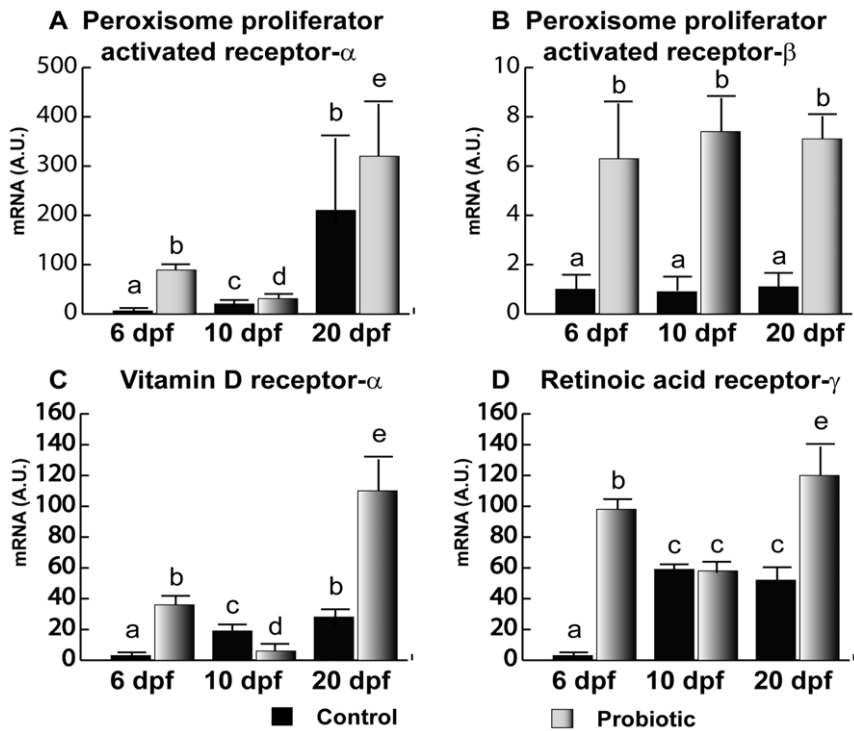 A Peroxisome proliferator
activated receptor-α
mRNA (A.U.)
500
400
300
200
100
0
a
b
c
d
b
e
6 dpf 10 dpf 20 dpf
B Peroxisome proliferator
activated receptor-β
mRNA (A.U.)
10
8
6
4
2
0
a
b
a
b
a
b
6 dpf 10 dpf 20 dpf
C Vitamin D receptor-α
mRNA (A.U.)
160
140
120
100
80
60
40
20
0
a
b
c
d
b
e
6 dpf 10 dpf 20 dpf
D Retinoic acid receptor-γ
mRNA (A.U.)
160
140
120
100
80
60
40
20
0
a
b
c
c
c
e
6 dpf 10 dpf 20 dpf
Control Probiotic